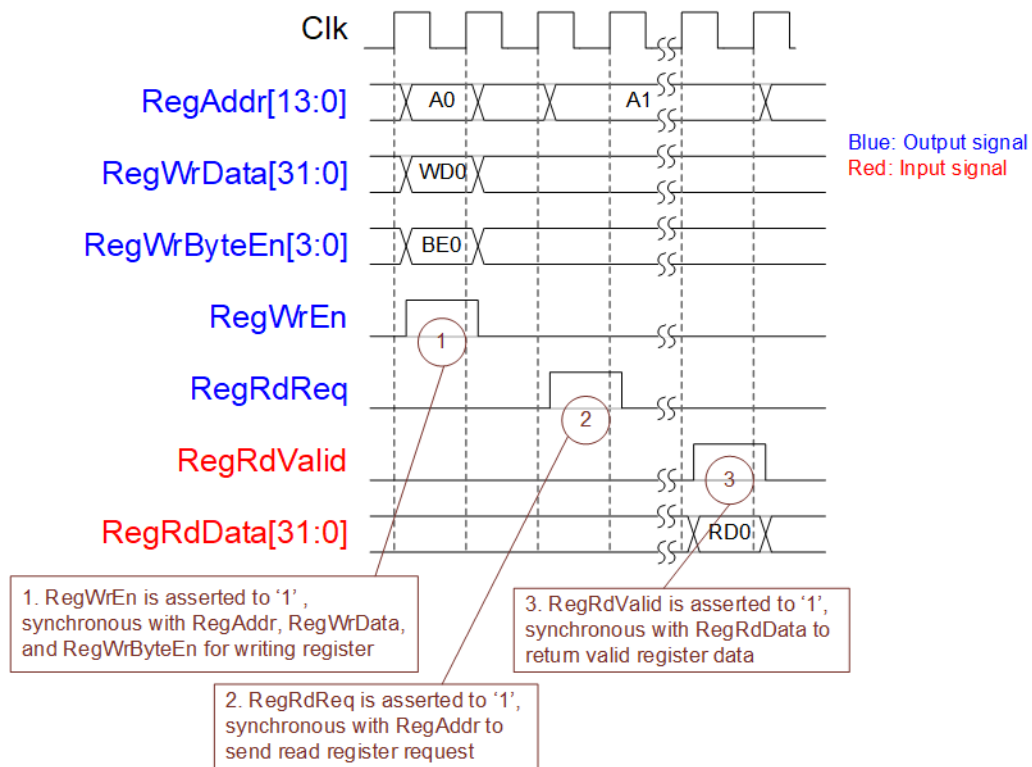 Clk
RegAddr[13:0]
A0
A1
Blue: Output signal
Red: Input signal
RegWrData[31:0]
WD0
RegWrByteEn[3:0]
BE0
RegWrEn
1
RegRdReq
2
RegRdValid
3
RegRdData[31:0]
RD0
1. RegWrEn is asserted to ‘1’ ,
synchronous with RegAddr, RegWrData,
and RegWrByteEn for writing register
3. RegRdValid is asserted to ‘1’,
synchronous with RegRdData to
return valid register data
2. RegRdReq is asserted to ‘1’,
synchronous with RegAddr to
send read register request